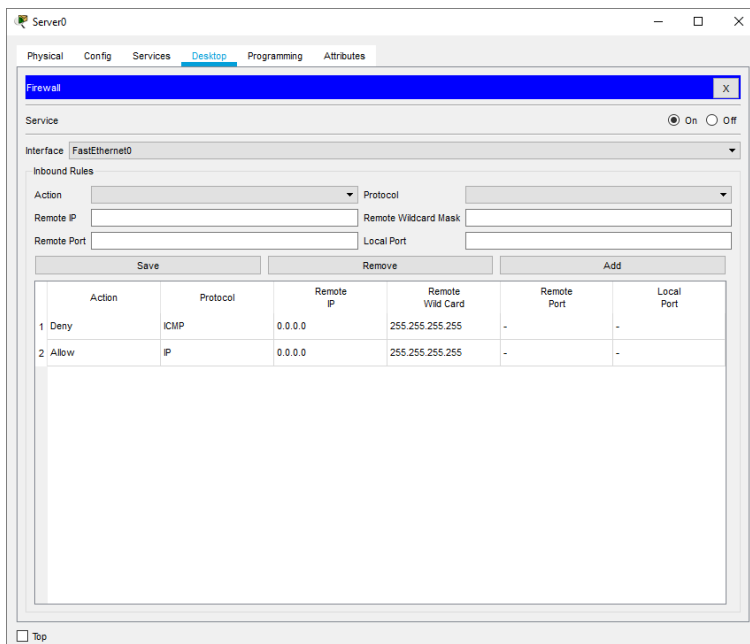 Server0
Physical Config Services Desktop Programming Attributes
Firewall X
Service On Off
Interface FastEthernet0
Inbound Rules
Action Protocol
Remote IP Remote Wildcard Mask
Remote Port Local Port
Save Remove Add
Action Protocol Remote IP Remote Wild Card Remote Port Local Port
1 Deny ICMP 0.0.0.0 255.255.255.255 - -
2 Allow IP 0.0.0.0 255.255.255.255 - -
Top